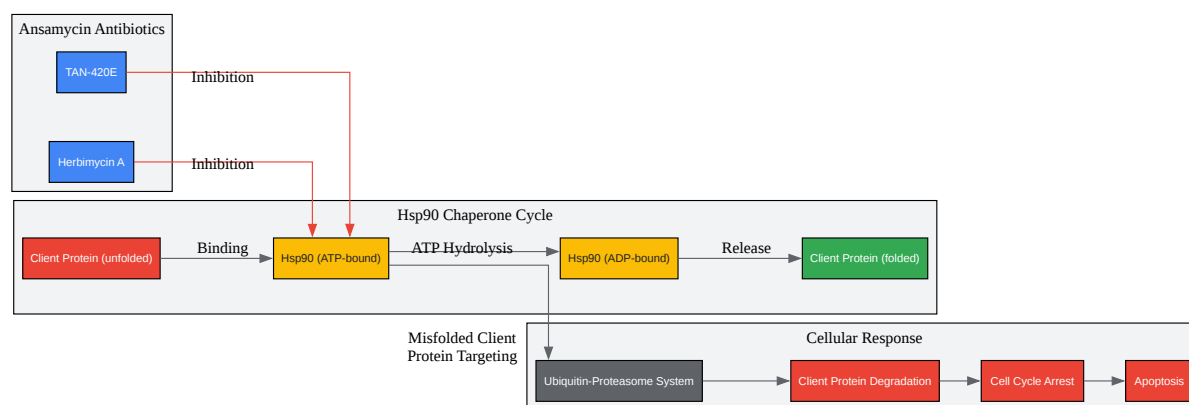 Ansamycin Antibiotics
TAN-420E
Inhibition
Herbimycin A
Inhibition
Hsp90 Chaperone Cycle
Client Protein (unfolded)
Binding
Hsp90 (ATP-bound)
ATP Hydrolysis
Hsp90 (ADP-bound)
Release
Client Protein (folded)
Misfolded Client
Protein Targeting
Cellular Response
Ubiquitin-Proteasome System
Client Protein Degradation
Cell Cycle Arrest
Apoptosis